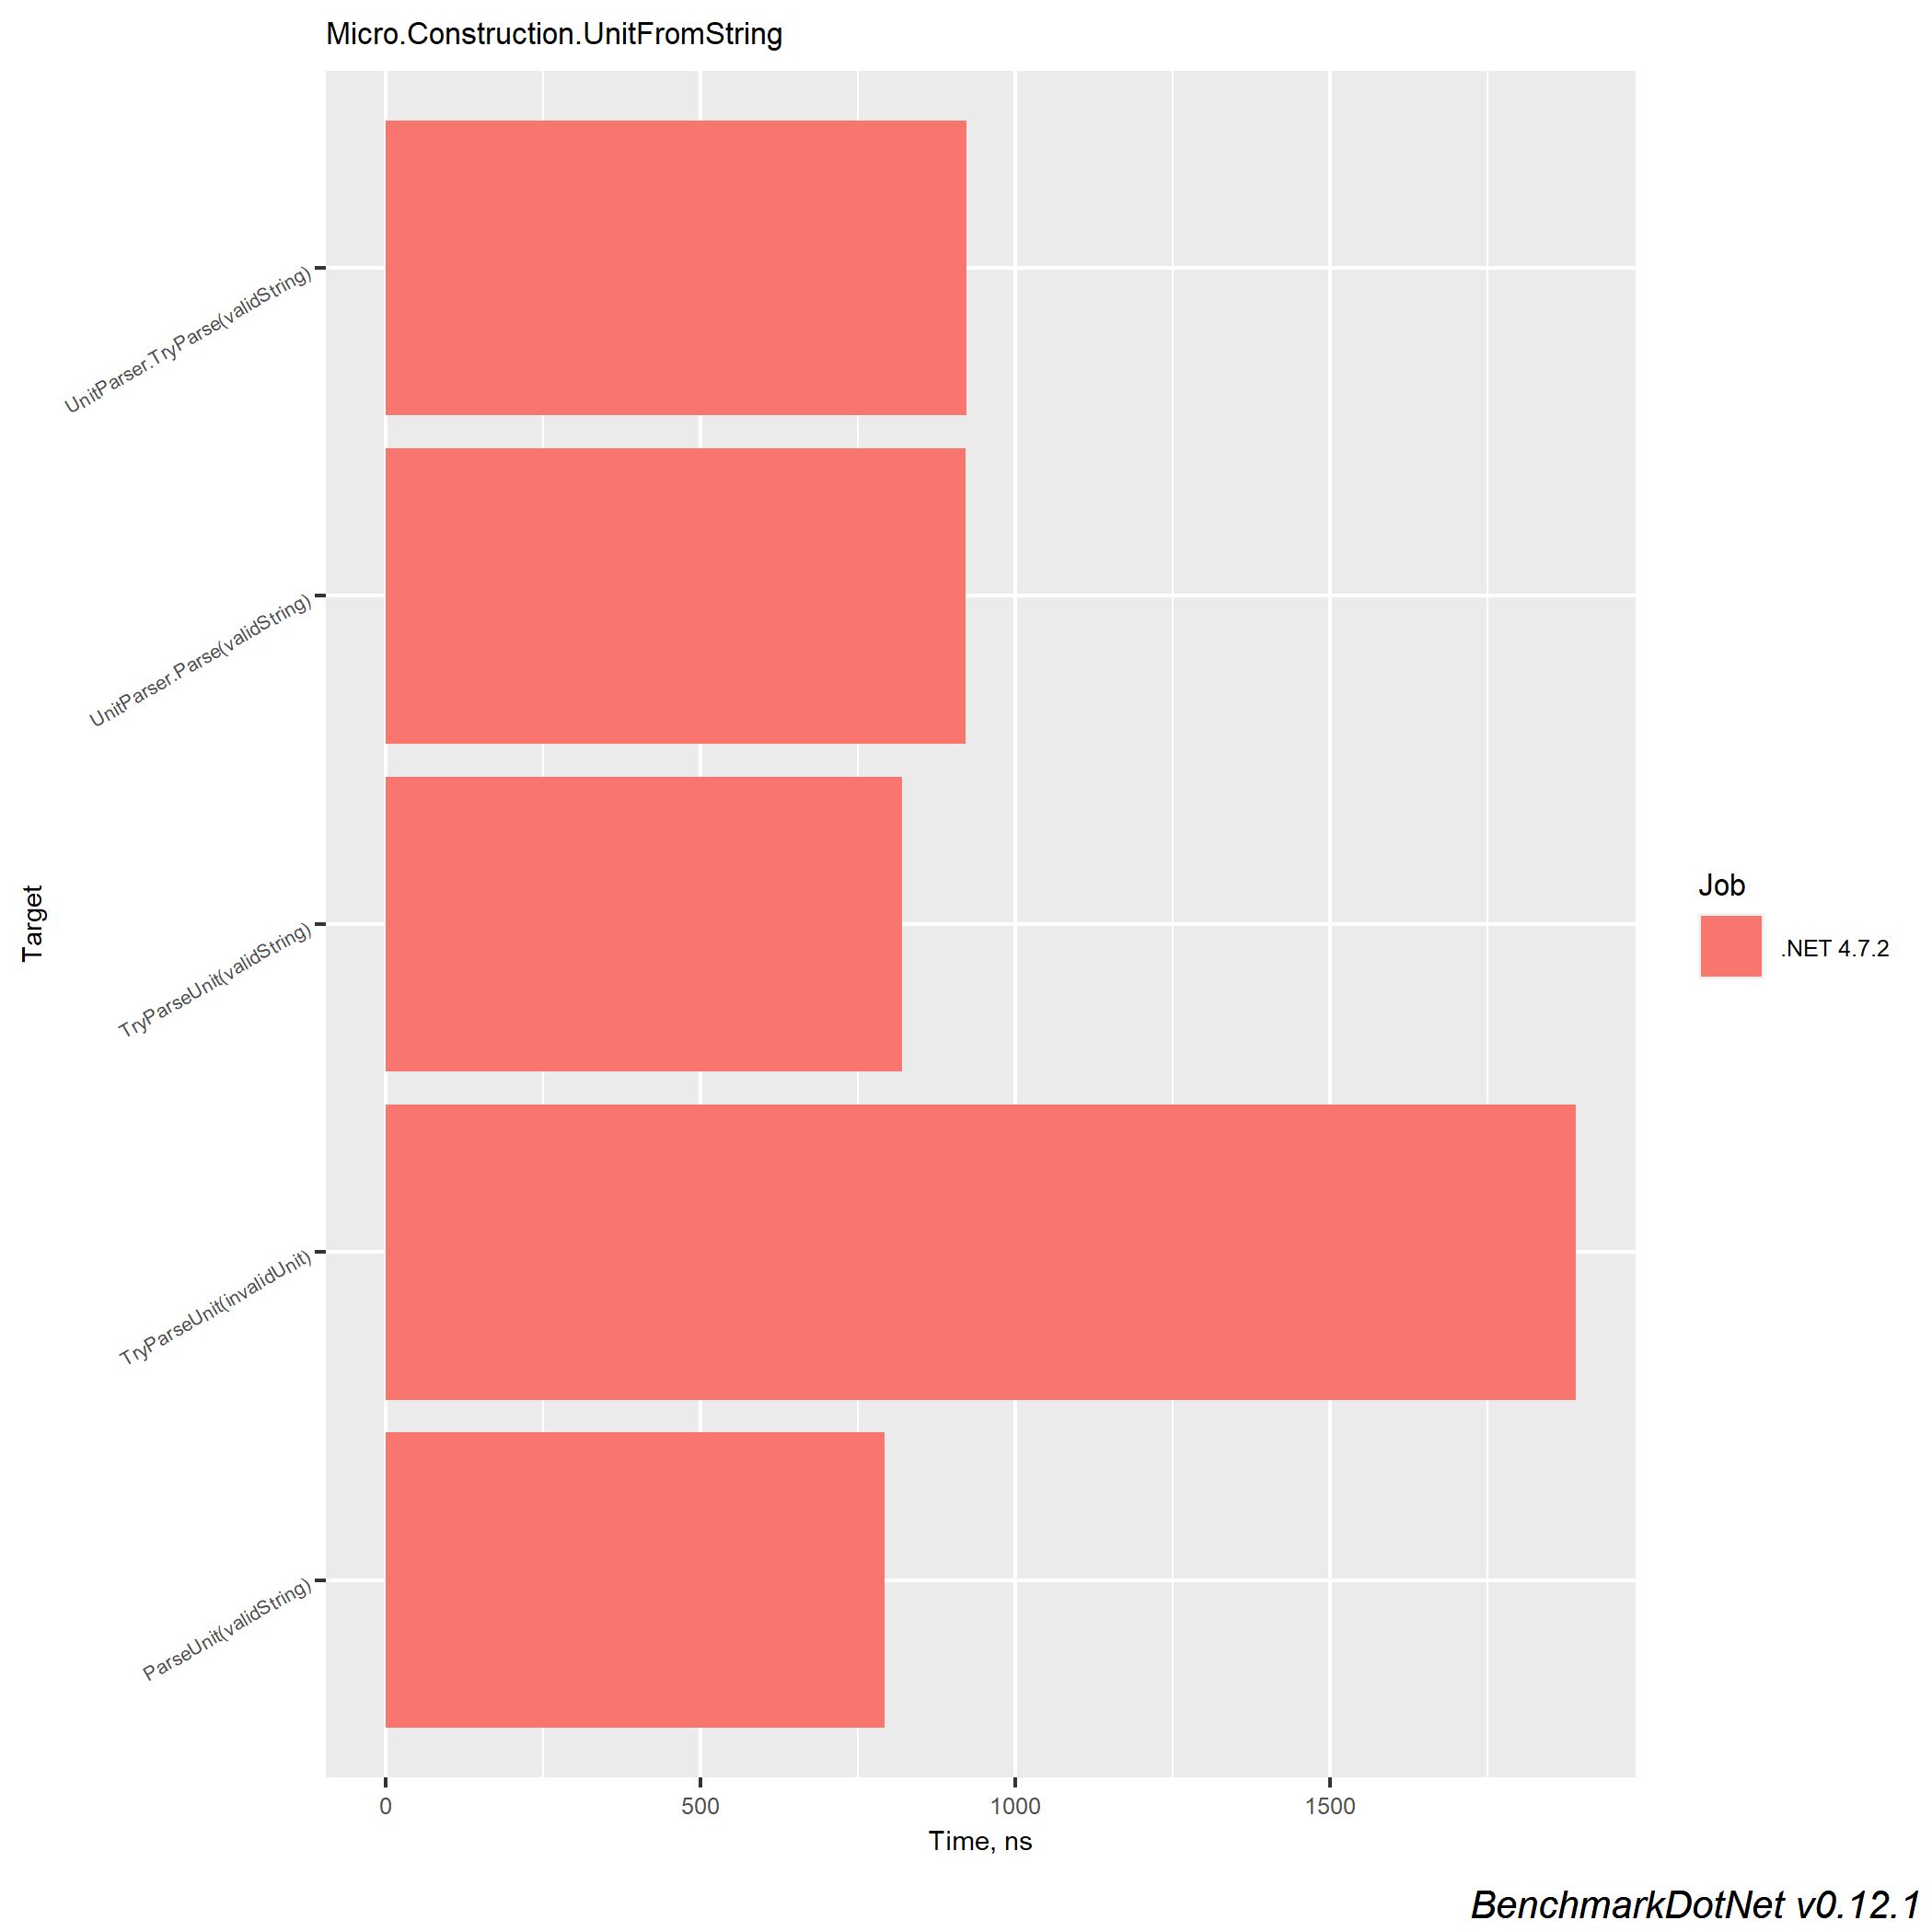 Micro.Construction.UnitFromString
UnitParser.TryParse(validString)
UnitParser.Parse(validString)
TryParseUnit(validString)
TryParseUnit(invalidUnit)
ParseUnit(validString)
Target
0 500 1000 1500
Time, ns
Job
.NET 4.7.2
BenchmarkDotNet v0.12.1